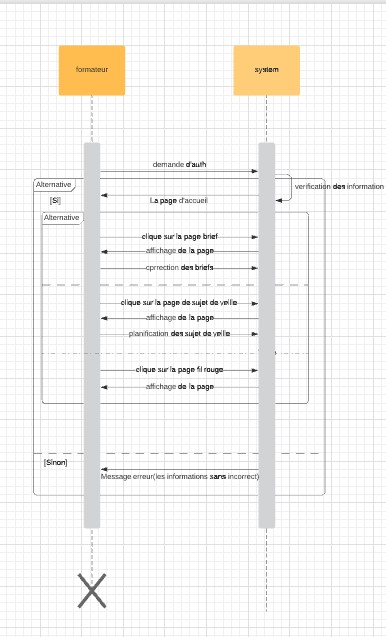 formateur
system
demande d'auth
verification des information
Alternative
La page d'accueil
[Si]
Alternative
clique sur la page brief
affichage de la page
cprrection des briefs
clique sur la page de sujet de veille
affichage de la page
planification des sujet de veille
clique sur la page fil rouge
affichage de la page
[Sinon]
Message erreur(les informations sans incorrect)